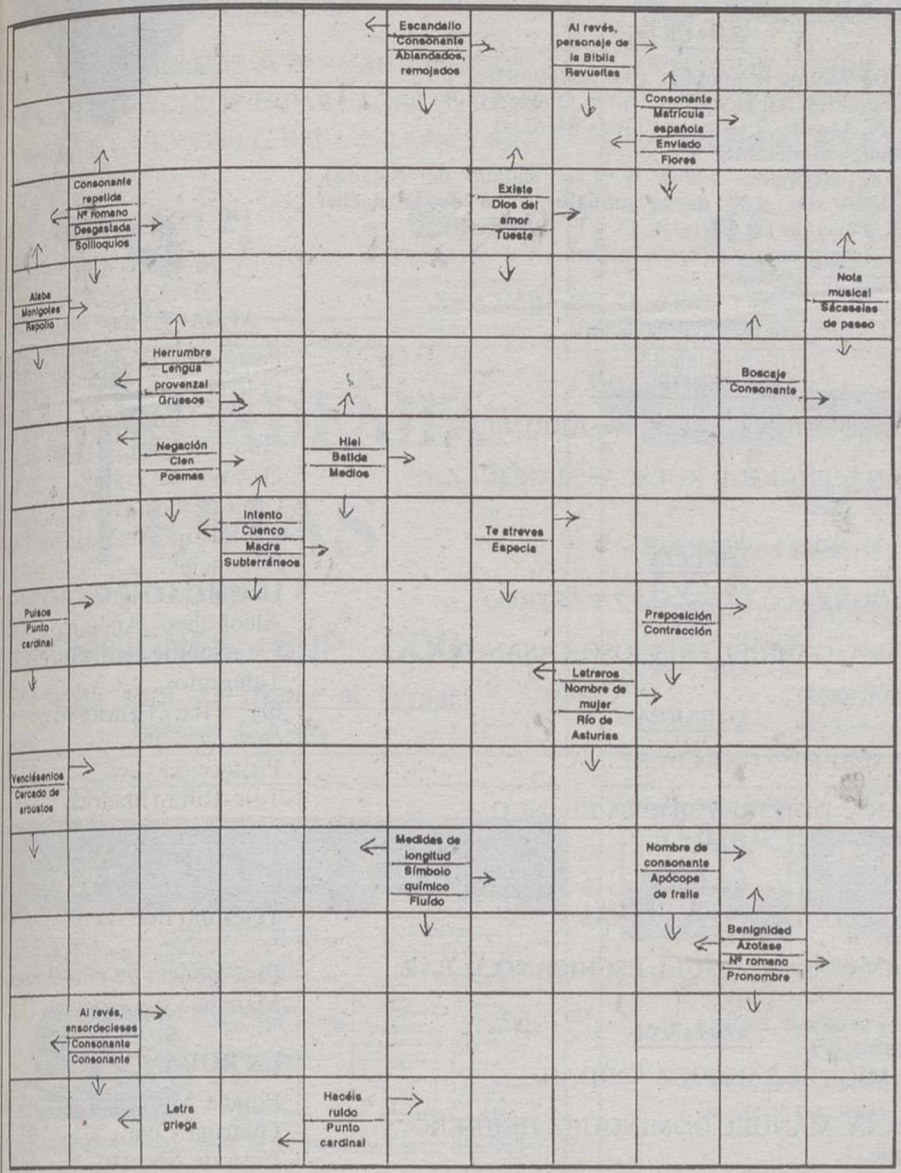 Escandallo
Consonante
Ablandados,
remojados
Al revés,
personaje de
la Biblia
Revueltas
Consonante
Matrícula
española
Enviado
Flores
Consonante
repetida
Nº romano
Desgastada
Soliloquios
Existe
Dios del
amor
Tueste
Alaba
Monigotes
Repollo
Nota
musical
Sácaselas
de paseo
Herrumbre
Lengua
provenzal
Gruesos
Boscaje
Consonante
Negación
Cien
Poemas
Hiel
Batida
Medios
Intento
Cuenco
Madre
Subterráneos
Te atreves
Especia
Pulsos
Punto
cardinal
Preposición
Contracción
Letreros
Nombre de
mujer
Río de
Asturias
Venciésenlos
Cercado de
arbustos
Medidas de
longitud
Símbolo
químico
Fluído
Nombre de
consonante
Apócope
de fraile
Benignidad
Azotase
Nº romano
Pronombre
Al revés,
ensordecieses
Consonante
Consonante
Letra
griega
Hacéis
ruido
Punto
cardinal